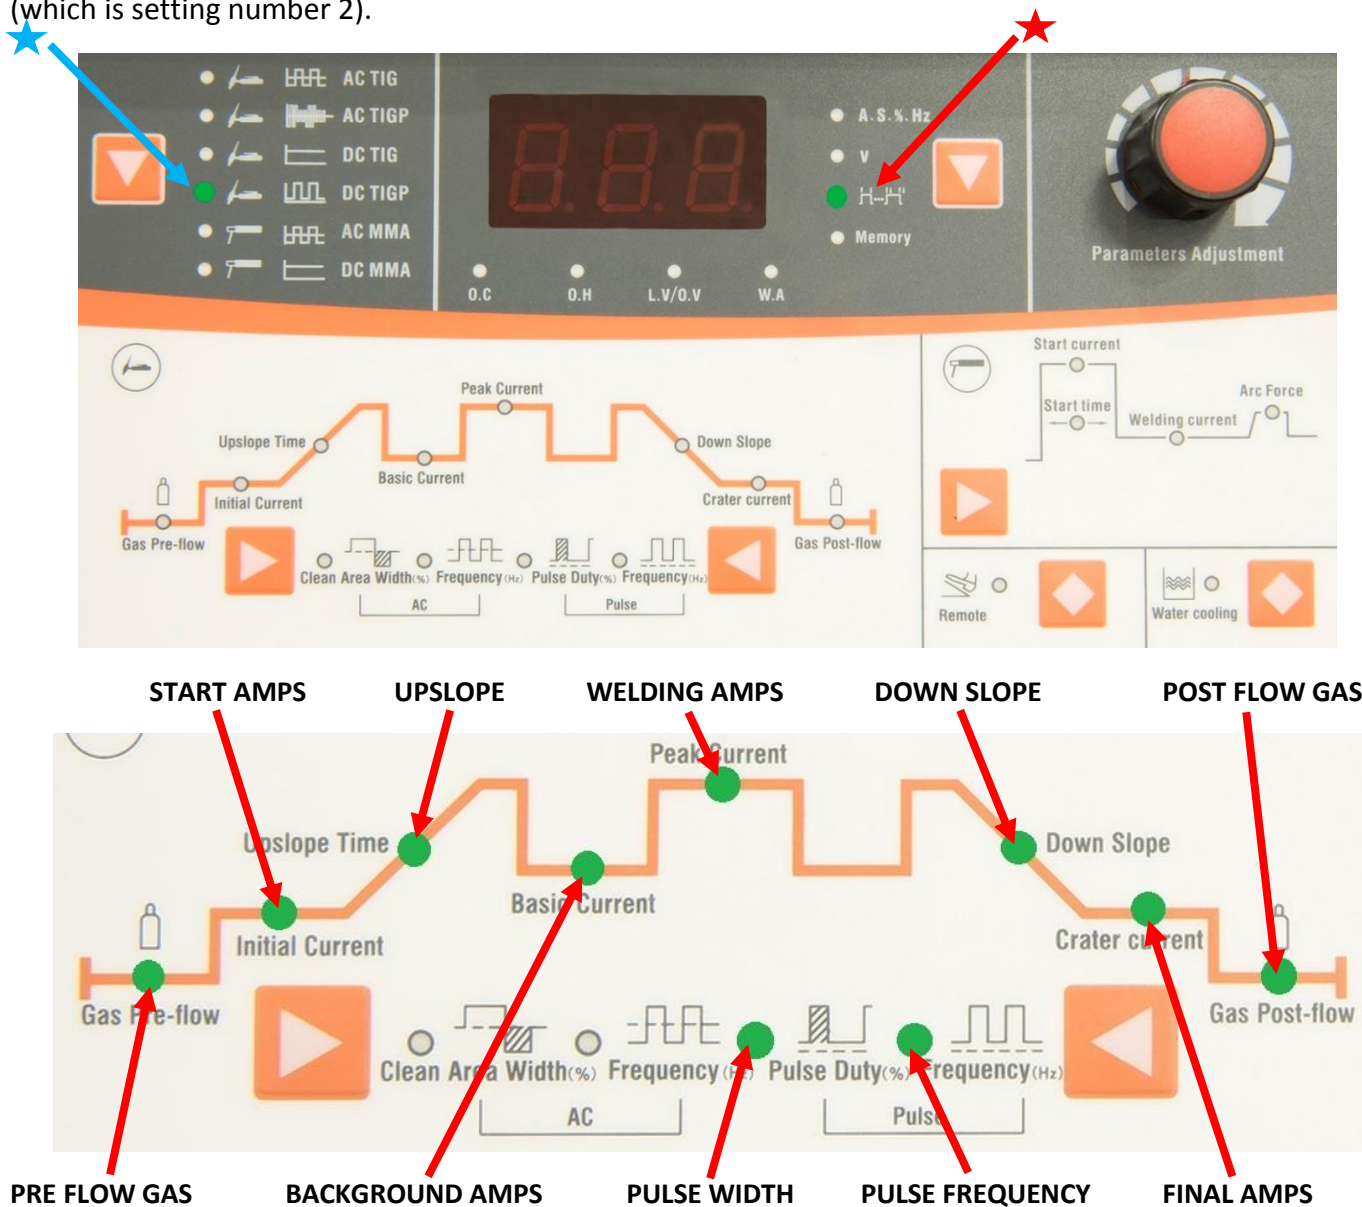 (which is setting number 2).
AC TIG
AC TIGP
DC TIG
DC TIGP
AC MMA
DC MMA
8.8.8.
A.S.%.Hz
V
Memory
O.C
O.H
L.V/O.V
W.A
Parameters Adjustment
Peak Current
Upslope Time
Down Slope
Basic Current
Initial Current
Crater current
Gas Pre-flow
Gas Post-flow
Clean Area Width(%)
Frequency(Hz)
Pulse Duty(%)
Frequency(Hz)
AC
Pulse
Start current
Start time
Welding current
Arc Force
Remote
Water cooling
START AMPS
UPSLOPE
WELDING AMPS
DOWN SLOPE
POST FLOW GAS
Peak Current
Upslope Time
Down Slope
Basic Current
Initial Current
Crater current
Gas Pre-flow
Gas Post-flow
Clean Area Width(%)
Frequency(Hz)
Pulse Duty(%)
Frequency(Hz)
AC
Pulse
PRE FLOW GAS
BACKGROUND AMPS
PULSE WIDTH
PULSE FREQUENCY
FINAL AMPS